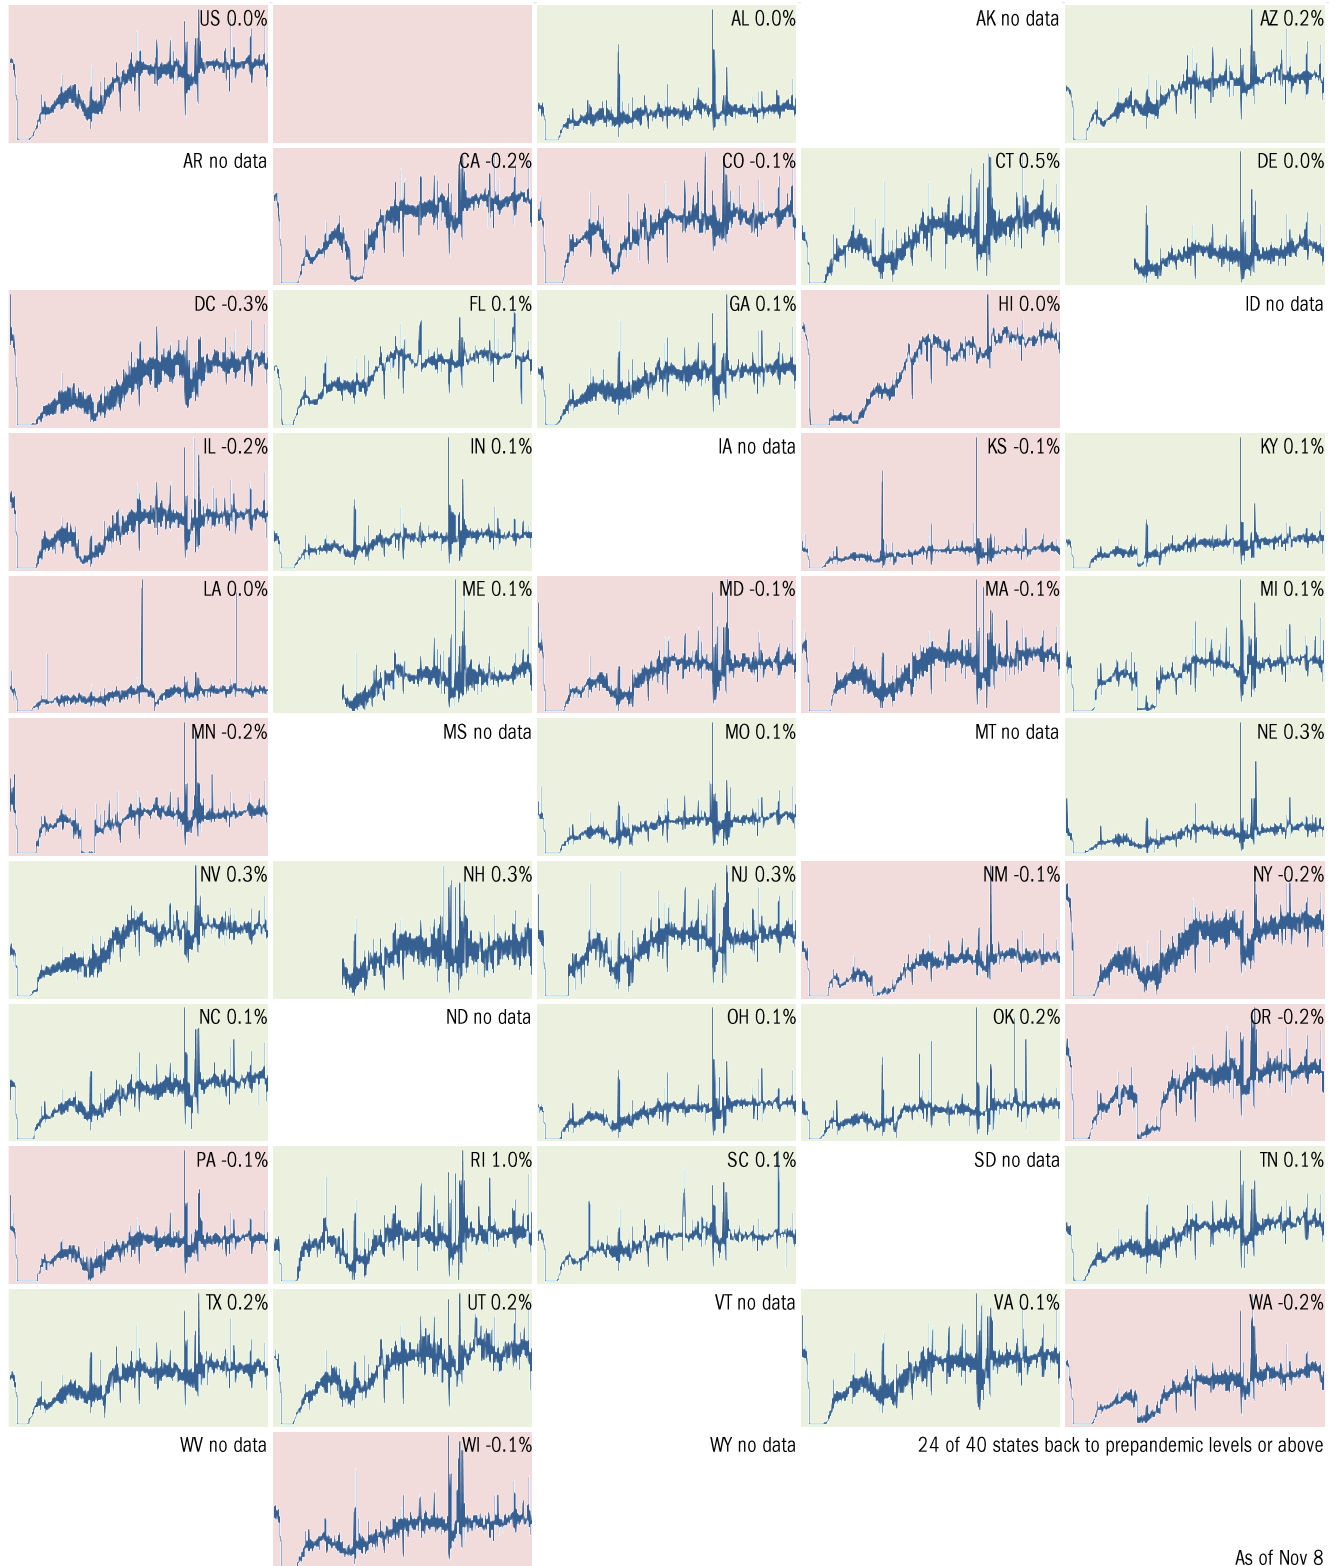 US 0.0%
AL 0.0%
AK no data
AZ 0.2%
AR no data
CA -0.2%
CO -0.1%
CT 0.5%
DE 0.0%
DC -0.3%
FL 0.1%
GA 0.1%
HI 0.0%
ID no data
IL -0.2%
IN 0.1%
IA no data
KS -0.1%
KY 0.1%
LA 0.0%
ME 0.1%
MD -0.1%
MA -0.1%
MI 0.1%
MN -0.2%
MS no data
MO 0.1%
MT no data
NE 0.3%
NV 0.3%
NH 0.3%
NJ 0.3%
NM -0.1%
NY -0.2%
NC 0.1%
ND no data
OH 0.1%
OK 0.2%
OR -0.2%
PA -0.1%
RI 1.0%
SC 0.1%
SD no data
TN 0.1%
TX 0.2%
UT 0.2%
VT no data
VA 0.1%
WA -0.2%
WV no data
WI -0.1%
WY no data
24 of 40 states back to prepandemic levels or above
As of Nov 8